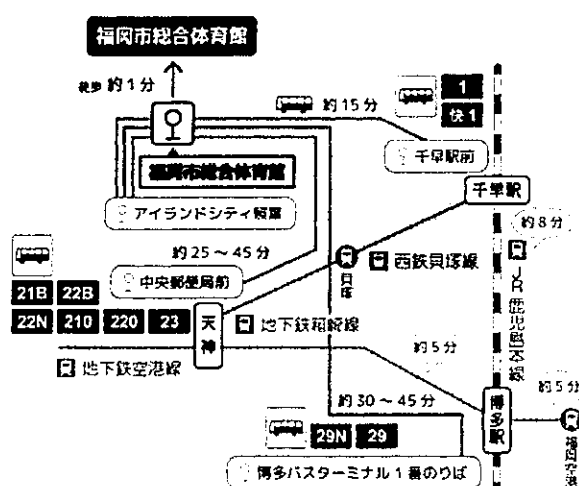 福岡市総合体育館
徒歩 約1分
約15分
1
快1
福岡市総合体育館
千早駅前
千早駅
アイランドシティ照葉
約8分
約25～45分
中央郵便局前
貝塚
西鉄貝塚線
JR鹿児島本線
21B 22B
22N 210 220 23
天神
地下鉄箱崎線
地下鉄空港線
約5分
約5分
約30～45分
博多駅
福岡空港
29N 29
博多バスターミナル1番のりば